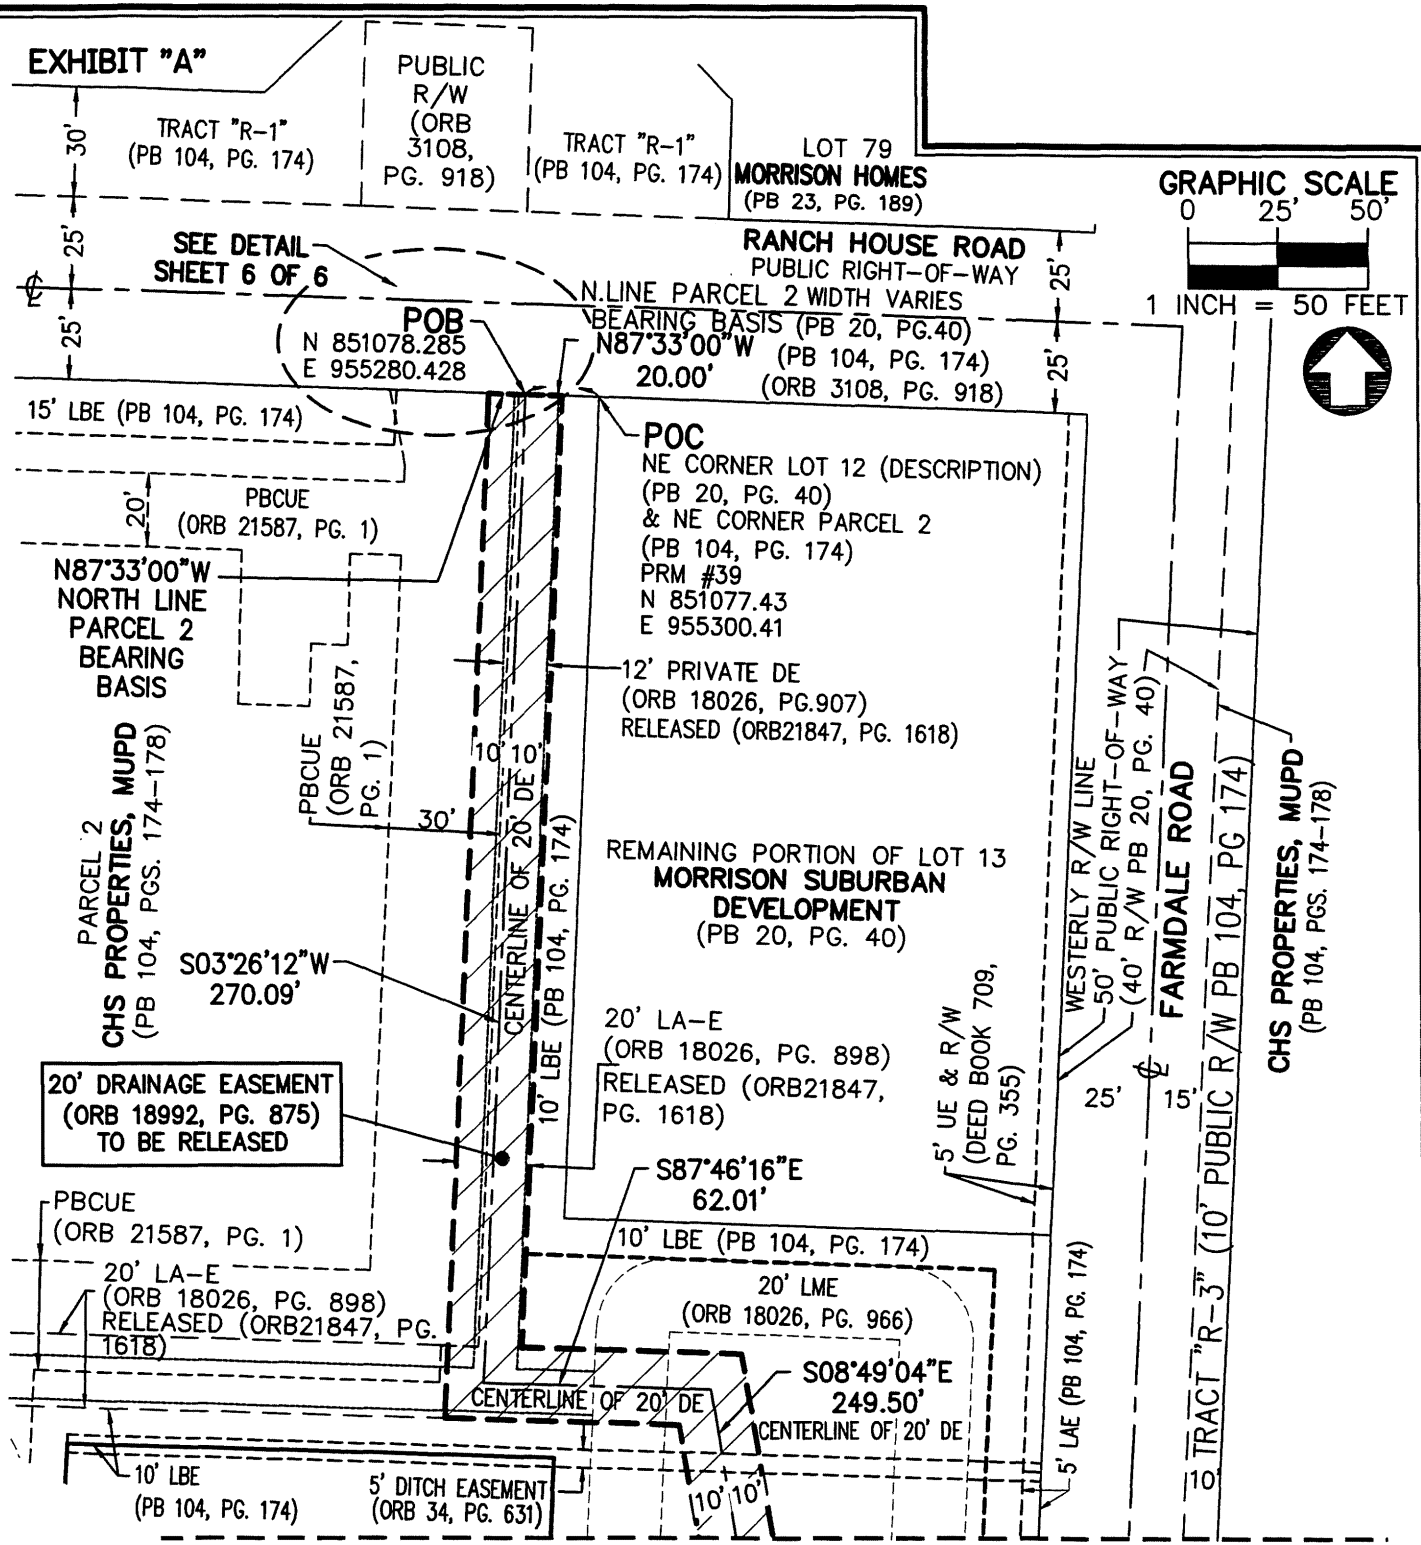 EXHIBIT "A"
30'
TRACT "R-1"
(PB 104, PG. 174)
PUBLIC
R/W
(ORB
3108,
PG. 918)
TRACT "R-1"
(PB 104, PG. 174)
LOT 79
MORRISON HOMES
(PB 23, PG. 189)
GRAPHIC SCALE
0 25' 50'
1 INCH = 50 FEET
25'
25'
SEE DETAIL
SHEET 6 OF 6
RANCH HOUSE ROAD
PUBLIC RIGHT-OF-WAY
25'
25'
N.LINE PARCEL 2 WIDTH VARIES
BEARING BASIS (PB 20, PG.40)
N87°33'00"W (PB 104, PG. 174)
20.00' (ORB 3108, PG. 918)
POB
N 851078.285
E 955280.428
15' LBE (PB 104, PG. 174)
POC
NE CORNER LOT 12 (DESCRIPTION)
(PB 20, PG. 40)
& NE CORNER PARCEL 2
(PB 104, PG. 174)
PRM #39
N 851077.43
E 955300.41
20'
PBCUE
(ORB 21587, PG. 1)
N87°33'00"W
NORTH LINE
PARCEL 2
BEARING
BASIS
12' PRIVATE DE
(ORB 18026, PG.907)
RELEASED (ORB21847, PG. 1618)
PBCUE
(ORB 21587,
PG. 1)
PARCEL 2
CHS PROPERTIES, MUPD
(PB 104, PGS. 174-178)
10' 10'
30'
CENTERLINE OF 20' DE
10' LBE (PB 104, PG. 174)
REMAINING PORTION OF LOT 13
MORRISON SUBURBAN
DEVELOPMENT
(PB 20, PG. 40)
WESTERLY R/W LINE
50' PUBLIC RIGHT-OF-WAY
(40' R/W PB 20, PG. 40)
FARMDALE ROAD
CHS PROPERTIES, MUPD
(PB 104, PGS. 174-178)
S03°26'12"W
270.09'
20' LA-E
(ORB 18026, PG. 898)
RELEASED (ORB21847,
PG. 1618)
5' UE & R/W
(DEED BOOK 709,
PG. 355)
25'
15'
20' DRAINAGE EASEMENT
(ORB 18992, PG. 875)
TO BE RELEASED
S87°46'16"E
62.01'
PBCUE
(ORB 21587, PG. 1)
10' LBE (PB 104, PG. 174)
20' LA-E
(ORB 18026, PG. 898)
RELEASED (ORB21847, PG.
1618)
20' LME
(ORB 18026, PG. 966)
S08°49'04"E
249.50'
CENTERLINE OF 20' DE
CENTERLINE OF 20' DE
5' LAE (PB 104, PG. 174)
TRACT "R-3" (10' PUBLIC R/W PB 104, PG 174)
10'
10' LBE
(PB 104, PG. 174)
5' DITCH EASEMENT
(ORB 34, PG. 631)
10' 10'